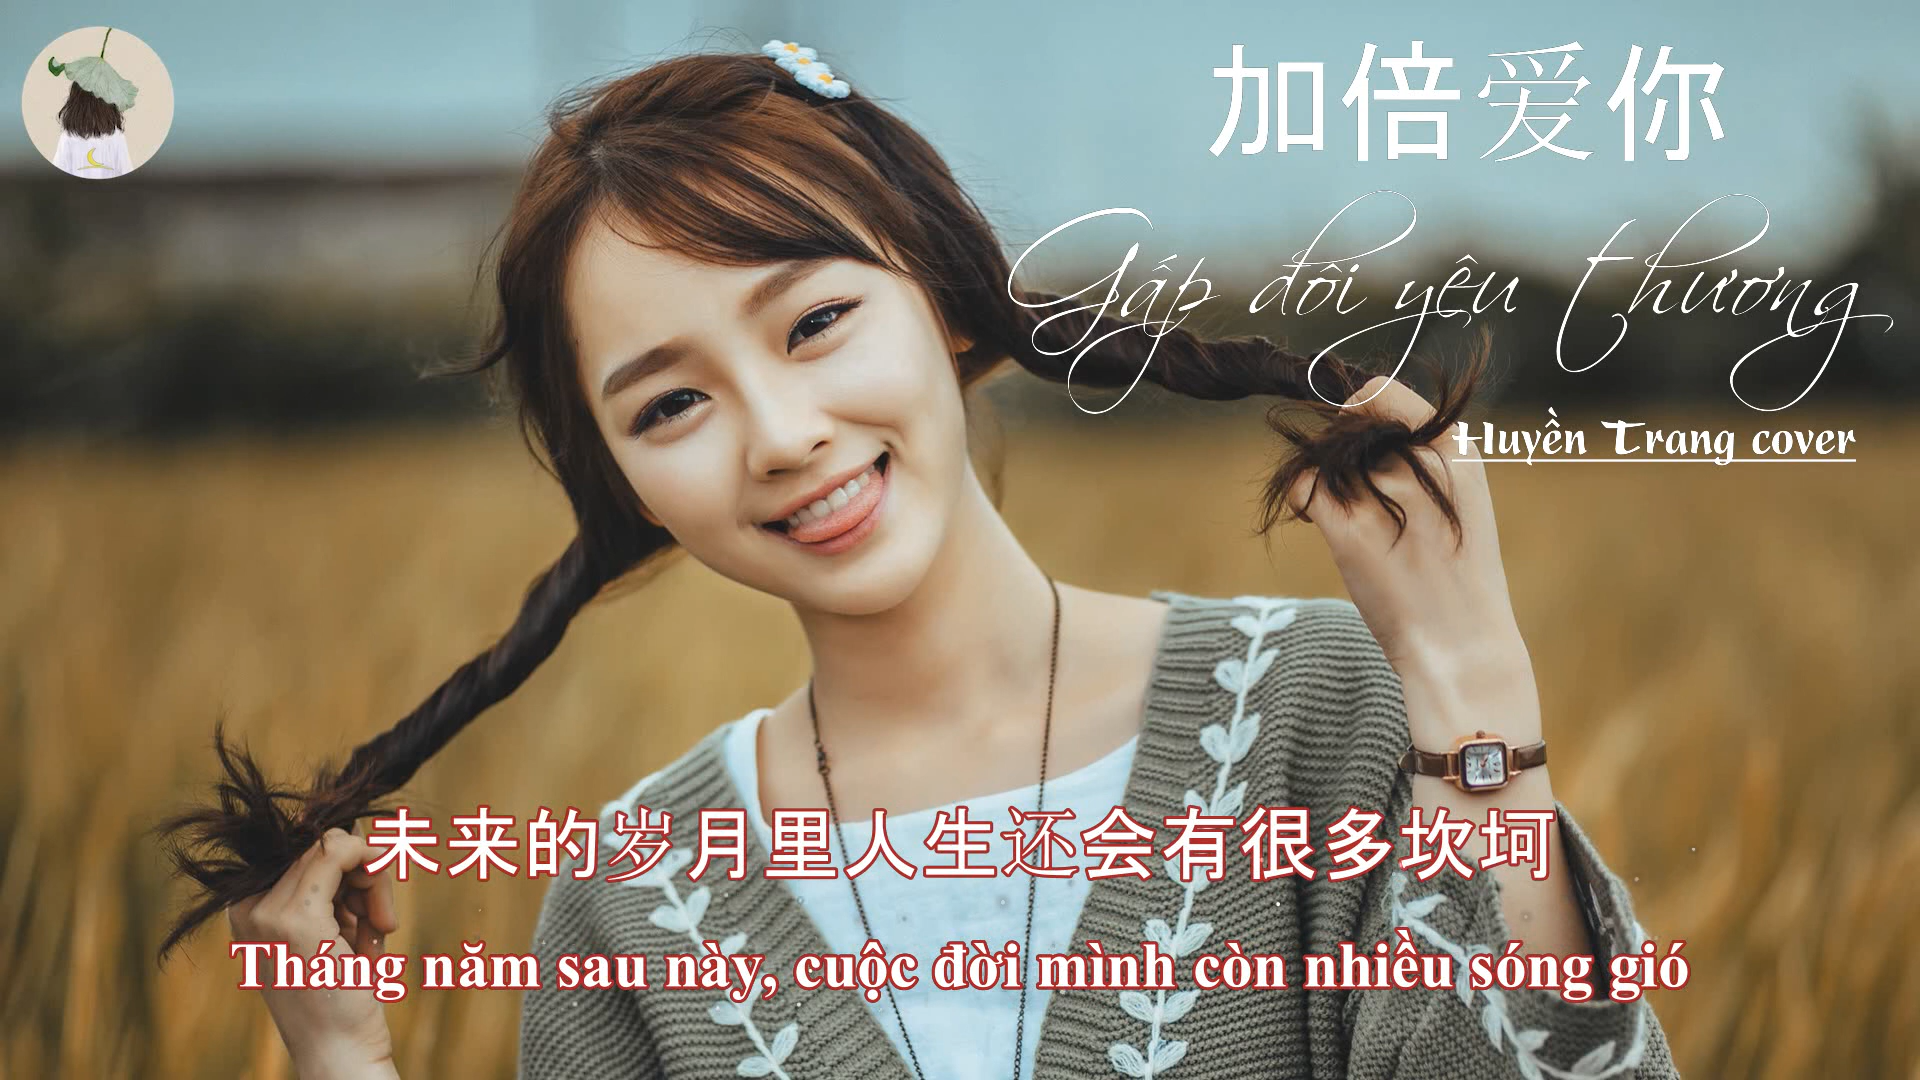 加倍爱你
Gấp đôi yêu thương
Huyền Trang cover
未来的岁月里人生还会有很多坎坷
Tháng năm sau này, cuộc đời mình còn nhiều sóng gió